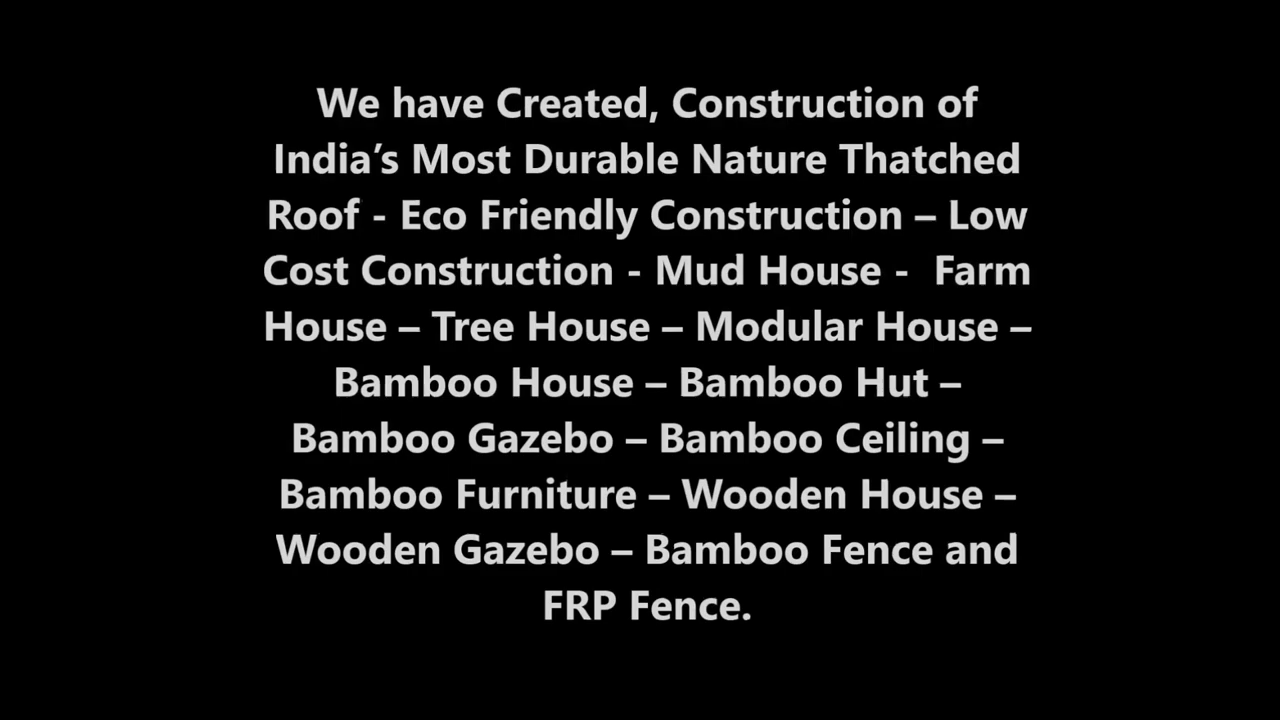 We have Created, Construction of
India’s Most Durable Nature Thatched
Roof - Eco Friendly Construction – Low
Cost Construction - Mud House -  Farm
House – Tree House – Modular House –
Bamboo House – Bamboo Hut –
Bamboo Gazebo – Bamboo Ceiling –
Bamboo Furniture – Wooden House –
Wooden Gazebo – Bamboo Fence and
FRP Fence.